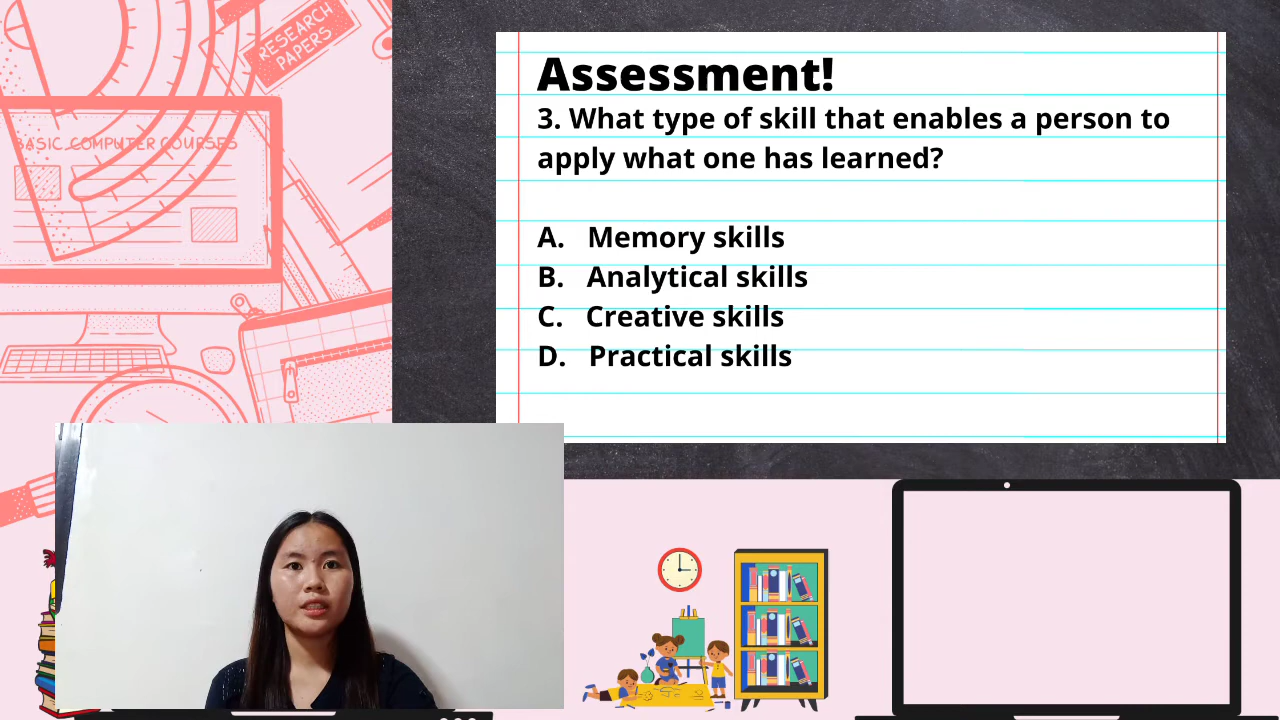 RESEARCH
PAPERS
BASIC COMPUTER COURSES
Assessment!
3. What type of skill that enables a person to
apply what one has learned?
A. Memory skills
B. Analytical skills
C. Creative skills
D. Practical skills